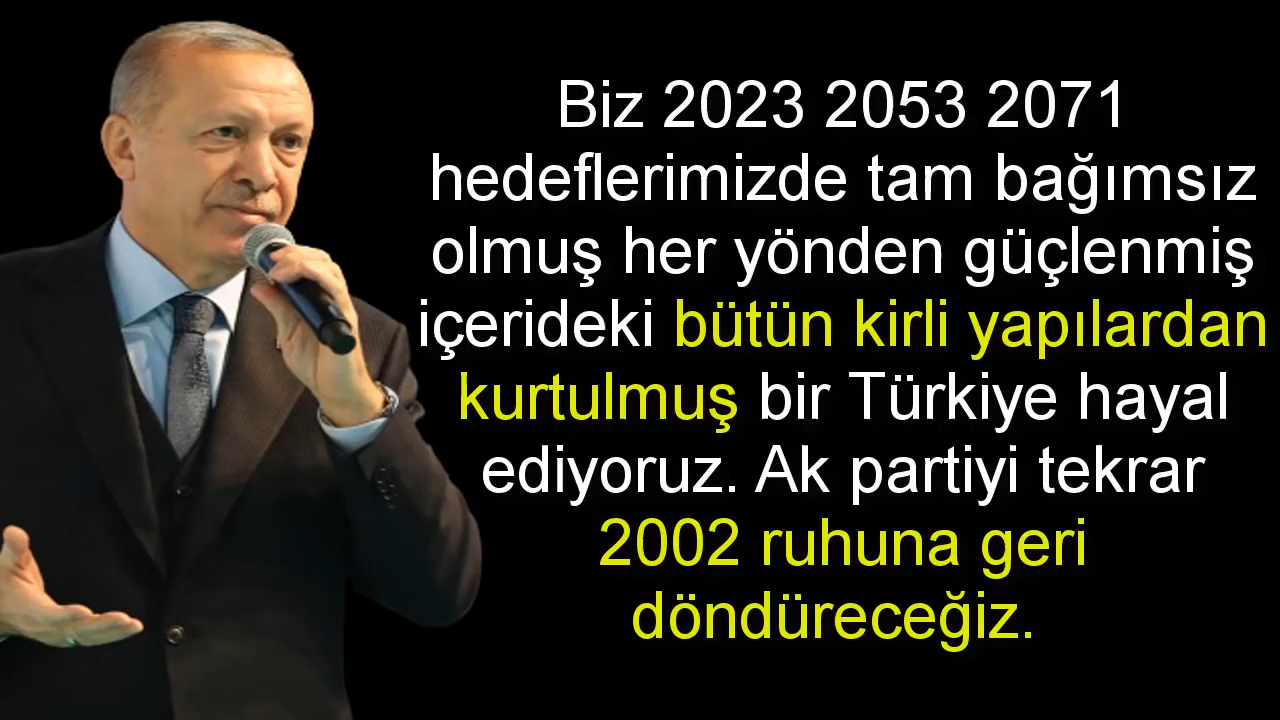 Biz 2023 2053 2071
hedeflerimizde tam bağımsız
olmuş her yönden güçlenmiş
içerideki bütün kirli yapılardan
kurtulmuş bir Türkiye hayal
ediyoruz. Ak partiyi tekrar
2002 ruhuna geri
döndüreceğiz.